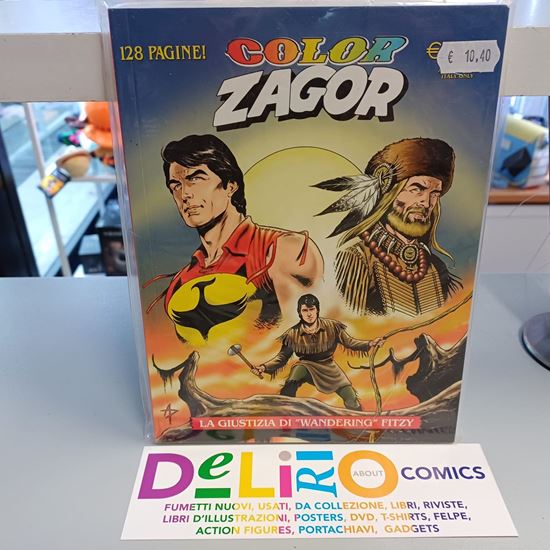 128 PAGINE!
COLOR
ZAGOR
€ 10,40
ITALY ONLY
LA GIUSTIZIA DI "WANDERING" FITZY
DeLiRiO ABOUT COMICS
FUMETTI NUOVI, USATI, DA COLLEZIONE, LIBRI, RIVISTE,
LIBRI D'ILLUSTRAZIONI, POSTERS, DVD, T-SHIRTS, FELPE,
ACTION FIGURES, PORTACHIAVI, GADGETS